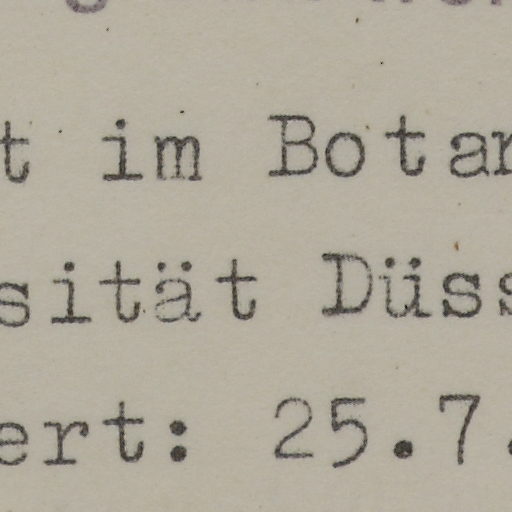 t im Botan
sität Düss
ert: 25.7.